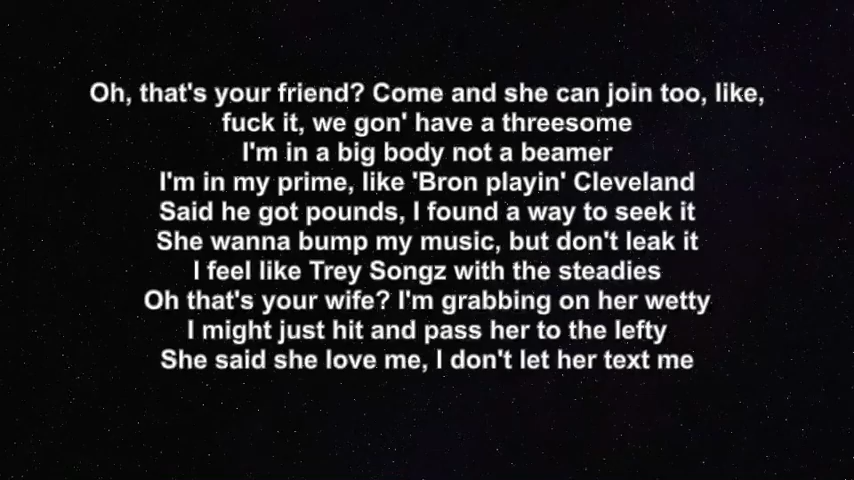 Oh, that's your friend? Come and she can join too, like,
fuck it, we gon' have a threesome
I'm in a big body not a beamer
I'm in my prime, like 'Bron playin' Cleveland
Said he got pounds, I found a way to seek it
She wanna bump my music, but don't leak it
I feel like Trey Songz with the steadies
Oh that's your wife? I'm grabbing on her wetty
I might just hit and pass her to the lefty
She said she love me, I don't let her text me